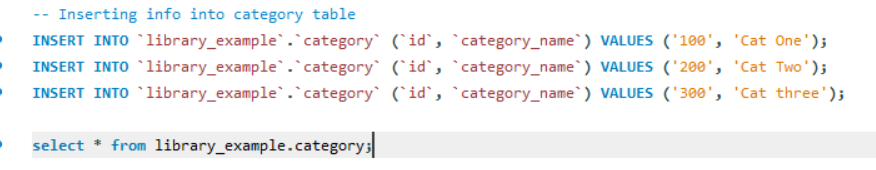 -- Inserting info into category table
INSERT INTO `library_example`.`category` (`id`, `category_name`) VALUES ('100', 'Cat One');
INSERT INTO `library_example`.`category` (`id`, `category_name`) VALUES ('200', 'Cat Two');
INSERT INTO `library_example`.`category` (`id`, `category_name`) VALUES ('300', 'Cat three');
select * from library_example.category;